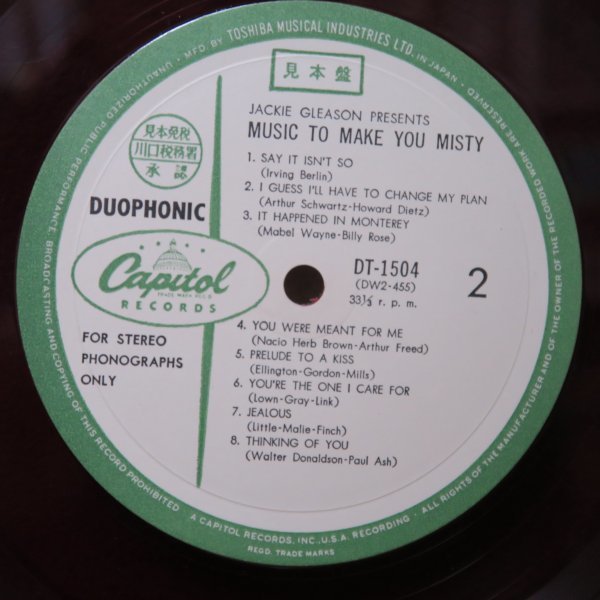 MFD. BY TOSHIBA MUSICAL INDUSTRIES LTD. IN JAPAN • ALL RIGHTS OF THE MANUFACTURER AND OF THE OWNER OF THE RECORDED WORK ARE RESERVED
UNAUTHORIZED PUBLIC PERFORMANCE, BROADCASTING AND COPYING OF THIS RECORD PROHIBITED
見本盤
JACKIE GLEASON PRESENTS
MUSIC TO MAKE YOU MISTY
見本免税
川口税務署
承認
1. SAY IT ISN'T SO
(Irving Berlin)
2. I GUESS I'LL HAVE TO CHANGE MY PLAN
(Arthur Schwartz-Howard Dietz)
3. IT HAPPENED IN MONTEREY
(Mabel Wayne-Billy Rose)
DUOPHONIC
Capitol
TRADE MARK REG.
RECORDS
DT-1504
(DW2-455)
33⅓ r. p. m.
2
FOR STEREO
PHONOGRAPHS
ONLY
4. YOU WERE MEANT FOR ME
(Nacio Herb Brown-Arthur Freed)
5. PRELUDE TO A KISS
(Ellington-Gordon-Mills)
6. YOU'RE THE ONE I CARE FOR
(Lown-Gray-Link)
7. JEALOUS
(Little-Malie-Finch)
8. THINKING OF YOU
(Walter Donaldson-Paul Ash)
A CAPITOL RECORDS, INC., U.S.A. RECORDING •
REGD. TRADE MARKS